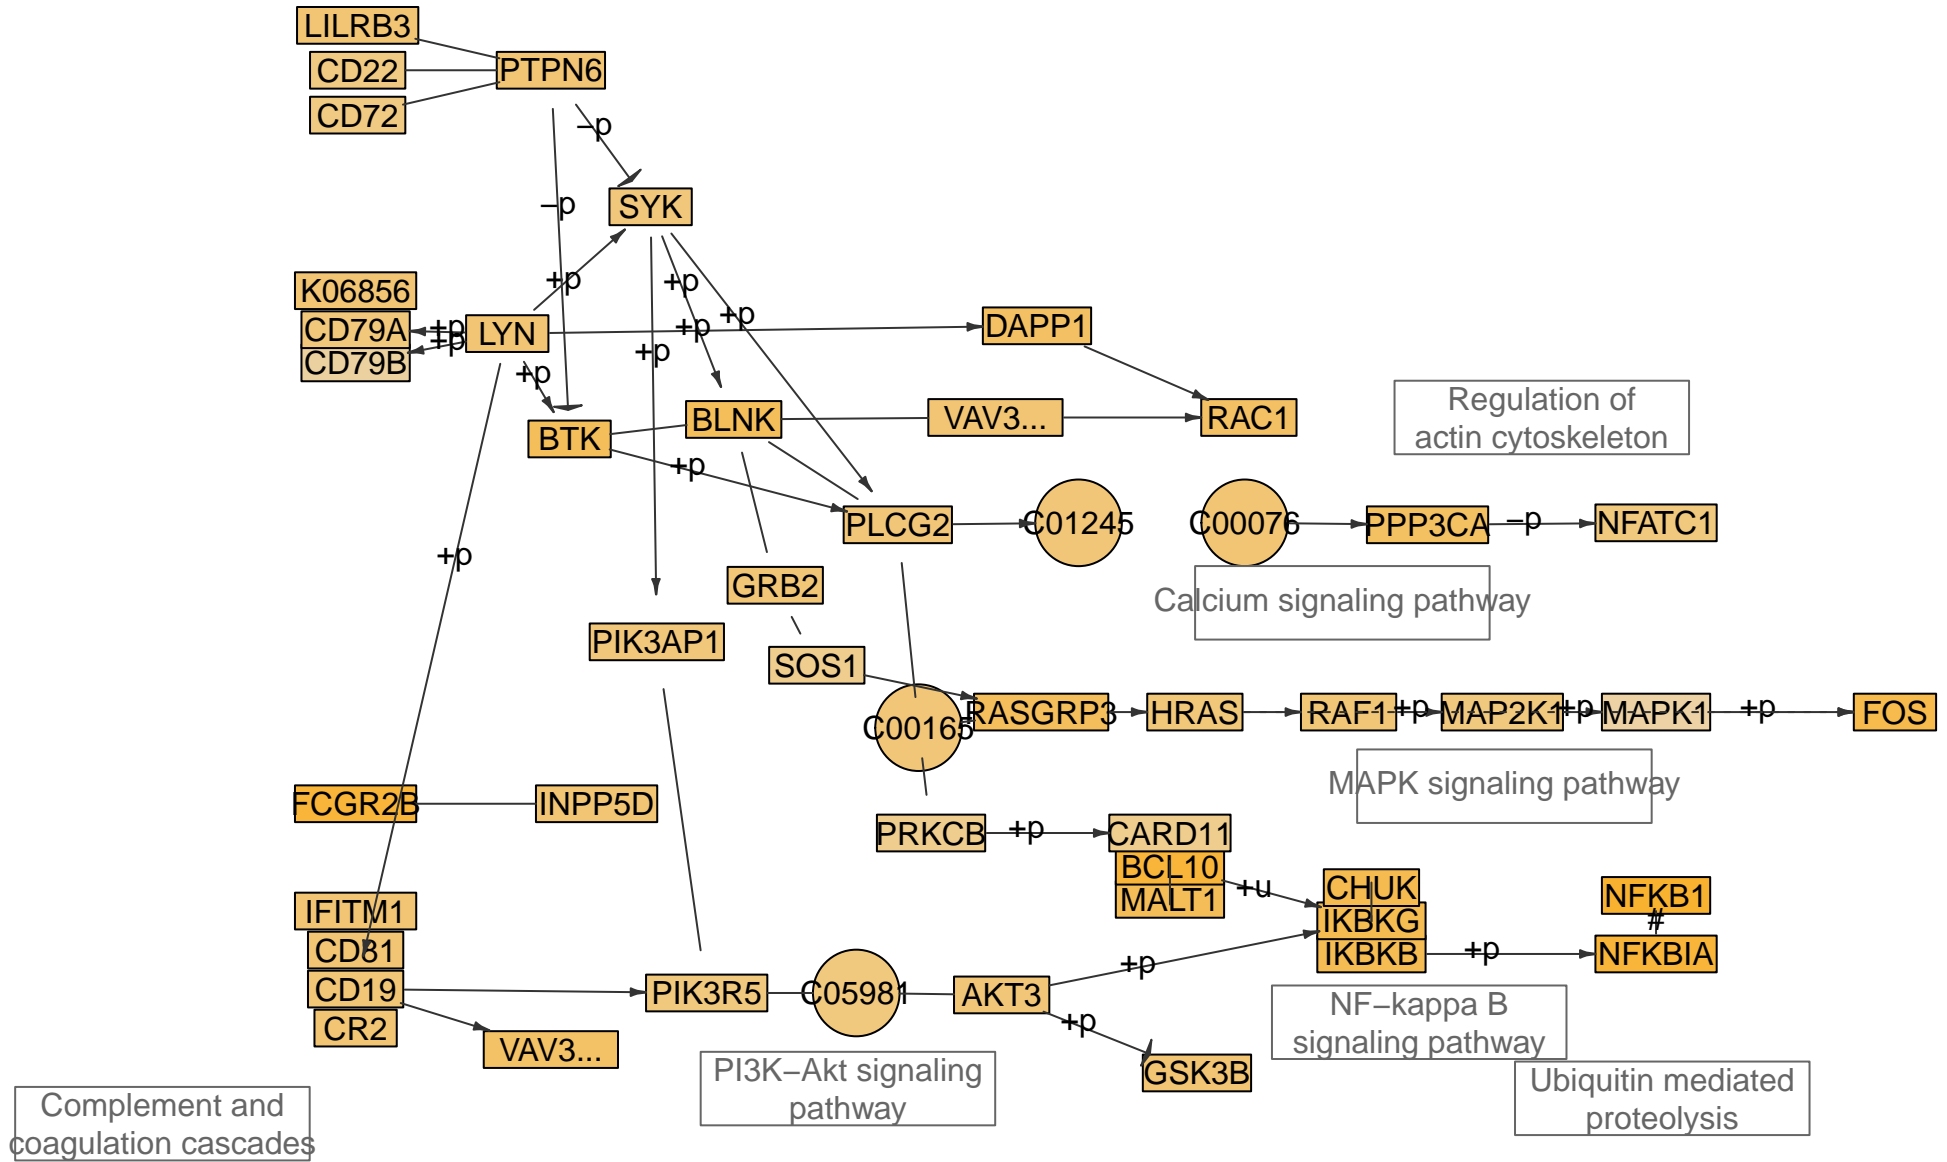 LILRB3
CD22
PTPN6
CD72
–p
SYK
–p
K06856
+p
+p
CD79A
+p
LYN
+p
+p
DAPP1
CD79B
+p
+p
+p
Regulation of
actin cytoskeleton
BTK
BLNK
VAV3...
RAC1
+p
PLCG2
C01245
C00076
PPP3CA
–p
NFATC1
+p
GRB2
Calcium signaling pathway
PIK3AP1
SOS1
C00165
RASGRP3
HRAS
RAF1
+p
MAP2K1
+p
MAPK1
+p
FOS
MAPK signaling pathway
FCGR2B
INPP5D
PRKCB
+p
CARD11
BCL10
+u
CHUK
NFKB1
MALT1
IKBKG
#
IFITM1
CD81
IKBKB
+p
NFKBIA
+p
CD19
PIK3R5
C05981
AKT3
CR2
VAV3...
+p
NF–kappa B
signaling pathway
GSK3B
PI3K–Akt signaling
pathway
Ubiquitin mediated
proteolysis
Complement and
coagulation cascades